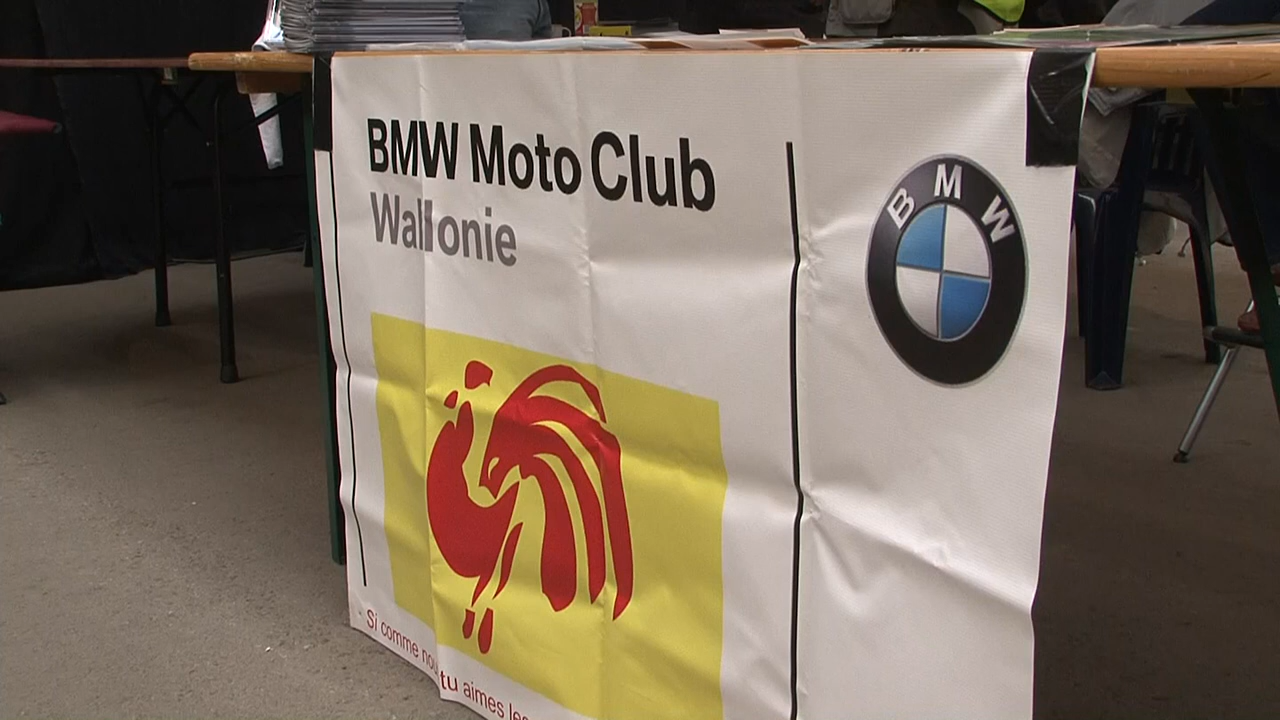 BMW Moto Club
Wallonie
BMW
Si comme nous
tu aimes les